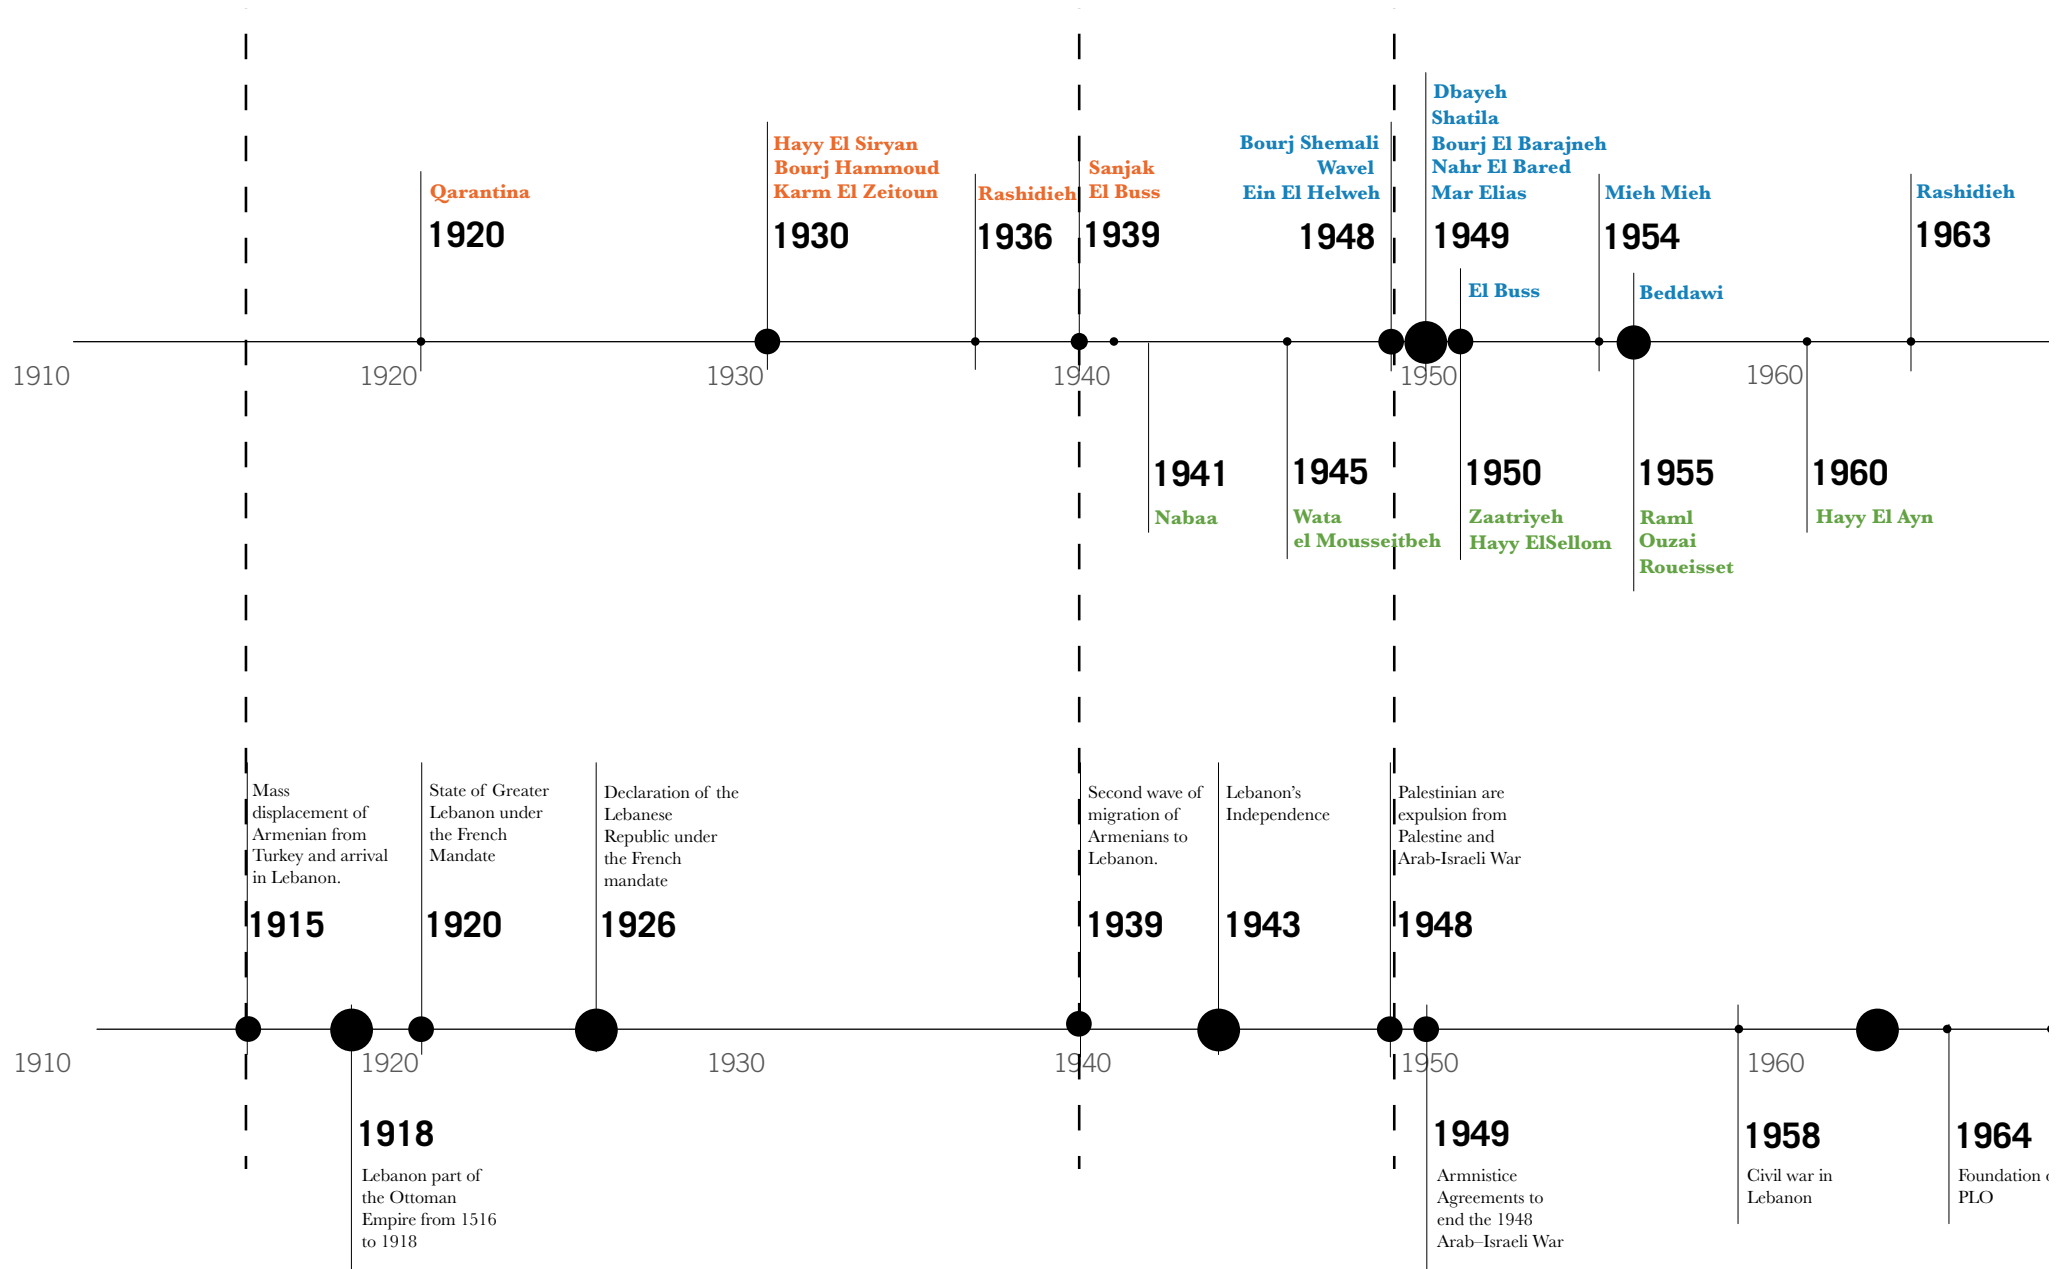 Qarantina
1920
Hayy El Siryan
Bourj Hammoud
Karm El Zeitoun
1930
Rashidieh
1936
Sanjak
El Buss
1939
Bourj Shemali
Wavel
Ein El Helweh
1948
Dbayeh
Shatila
Bourj El Barajneh
Nahr El Bared
Mar Elias
1949
El Buss
Mieh Mieh
1954
Beddawi
Rashidieh
1963
1910
1920
1930
1940
1950
1960
1941
Nabaa
1945
Wata
el Mousseitbeh
1950
Zaatriyeh
Hayy ElSellom
1955
Raml
Ouzai
Roueisset
1960
Hayy El Ayn
Mass
displacement of
Armenian from
Turkey and arrival
in Lebanon.
1915
State of Greater
Lebanon under
the French
Mandate
1920
Declaration of the
Lebanese
Republic under
the French
mandate
1926
Second wave of
migration of
Armenians to
Lebanon.
1939
Lebanon's
Independence
1943
Palestinian are
expulsion from
Palestine and
Arab-Israeli War
1948
1910
1920
1930
1940
1950
1960
1918
Lebanon part of
the Ottoman
Empire from 1516
to 1918
1949
Armnistice
Agreements to
end the 1948
Arab–Israeli War
1958
Civil war in
Lebanon
1964
Foundation
PLO